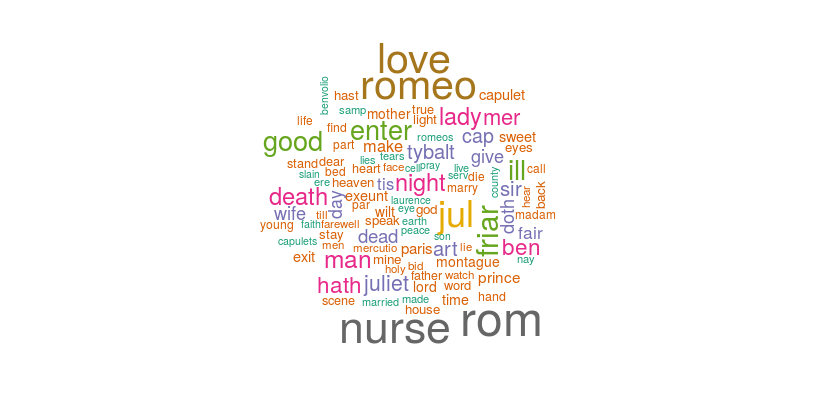 love
romeo
benvolio
hast
capulet
samp
mother
true
light
lady
mer
life
find
enter
romeos
cap
sweet
good
part
make
tybalt
give
eyes
stand
dear
lies
tears
heart
face
cell
pray
live
ill
call
slain
bed
serv
die
county
ere
heaven
tis
night
marry
sir
hear
back
death
day
exeunt
laurence
par
wife
till
wilt
eye
god
jul
friar
doth
madam
young
faith
farewell
speak
earth
peace
capulets
stay
men
dead
son
fair
mercutio
paris
art
lie
ben
exit
man
mine
holy
bid
montague
nay
hath
juliet
father
watch
prince
lord
word
scene
married
made
time
hand
house
nurse
rom